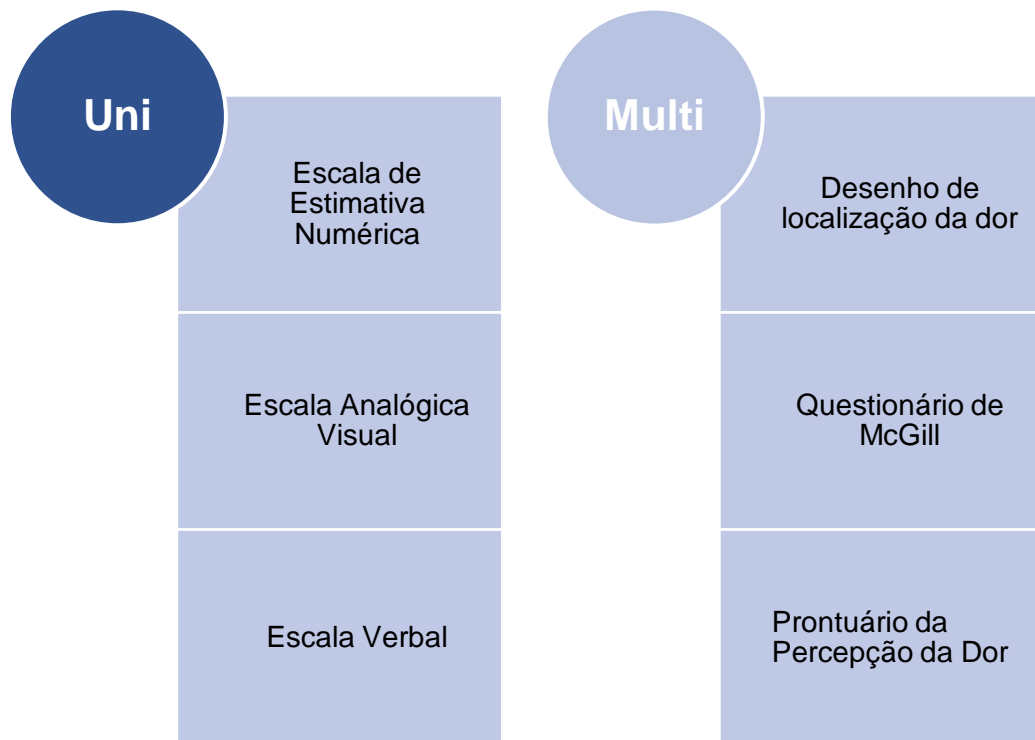 Uni
Escala de
Estimativa
Numérica
Escala Analógica
Visual
Escala Verbal
Multi
Desenho de
localização da dor
Questionário de
McGill
Prontuário da
Percepção da Dor